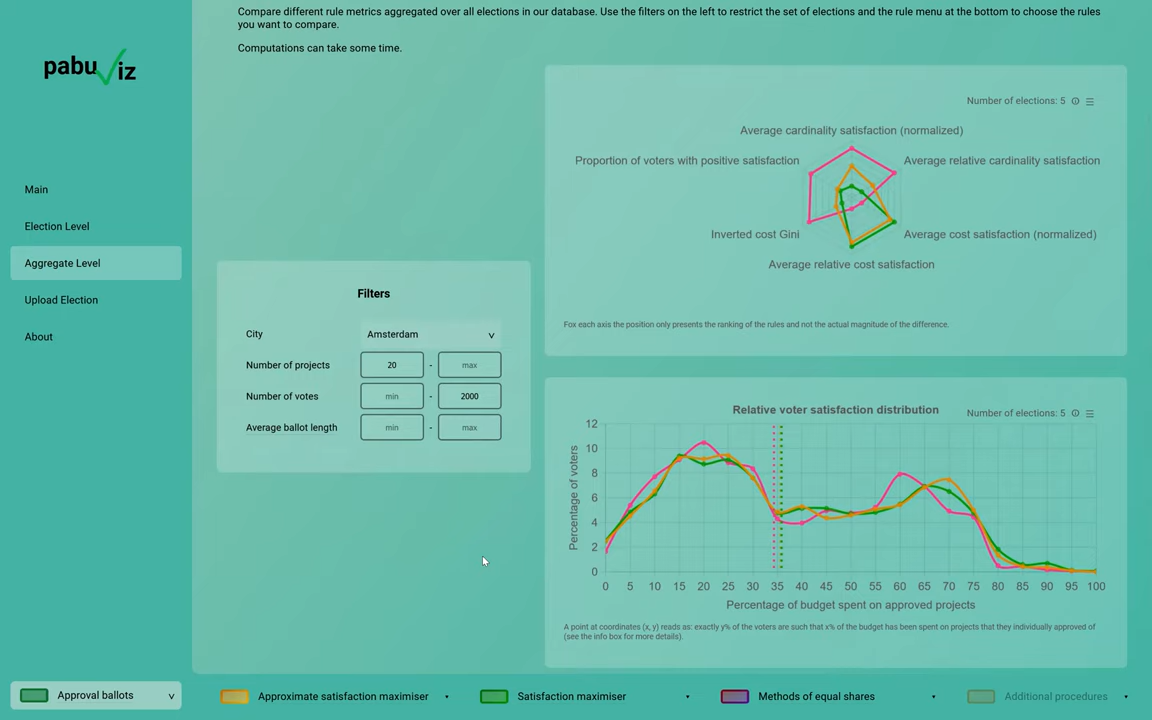 Compare different rule metrics aggregated over all elections in our database. Use the filters on the left to restrict the set of elections and the rule menu at the bottom to choose the rules
you want to compare.
Computations can take some time.
pabu iz
Main
Election Level
Aggregate Level
Upload Election
About
Filters
City
Amsterdam
Number of projects
20 - max
Number of votes
min - 2000
Average ballot length
min - max
Number of elections: 5
Average cardinality satisfaction (normalized)
Proportion of voters with positive satisfaction
Average relative cardinality satisfaction
Inverted cost Gini
Average cost satisfaction (normalized)
Average relative cost satisfaction
Fox each axis the position only presents the ranking of the rules and not the actual magnitude of the difference.
Relative voter satisfaction distribution
Number of elections: 5
Percentage of voters
12
10
8
6
4
2
0
0 5 10 15 20 25 30 35 40 45 50 55 60 65 70 75 80 85 90 95 100
Percentage of budget spent on approved projects
A point at coordinates (x, y) reads as: exactly y% of the voters are such that x% of the budget has been spent on projects that they individually approved of
(see the info box for more details).
Approval ballots
Approximate satisfaction maximiser
Satisfaction maximiser
Methods of equal shares
Additional procedures